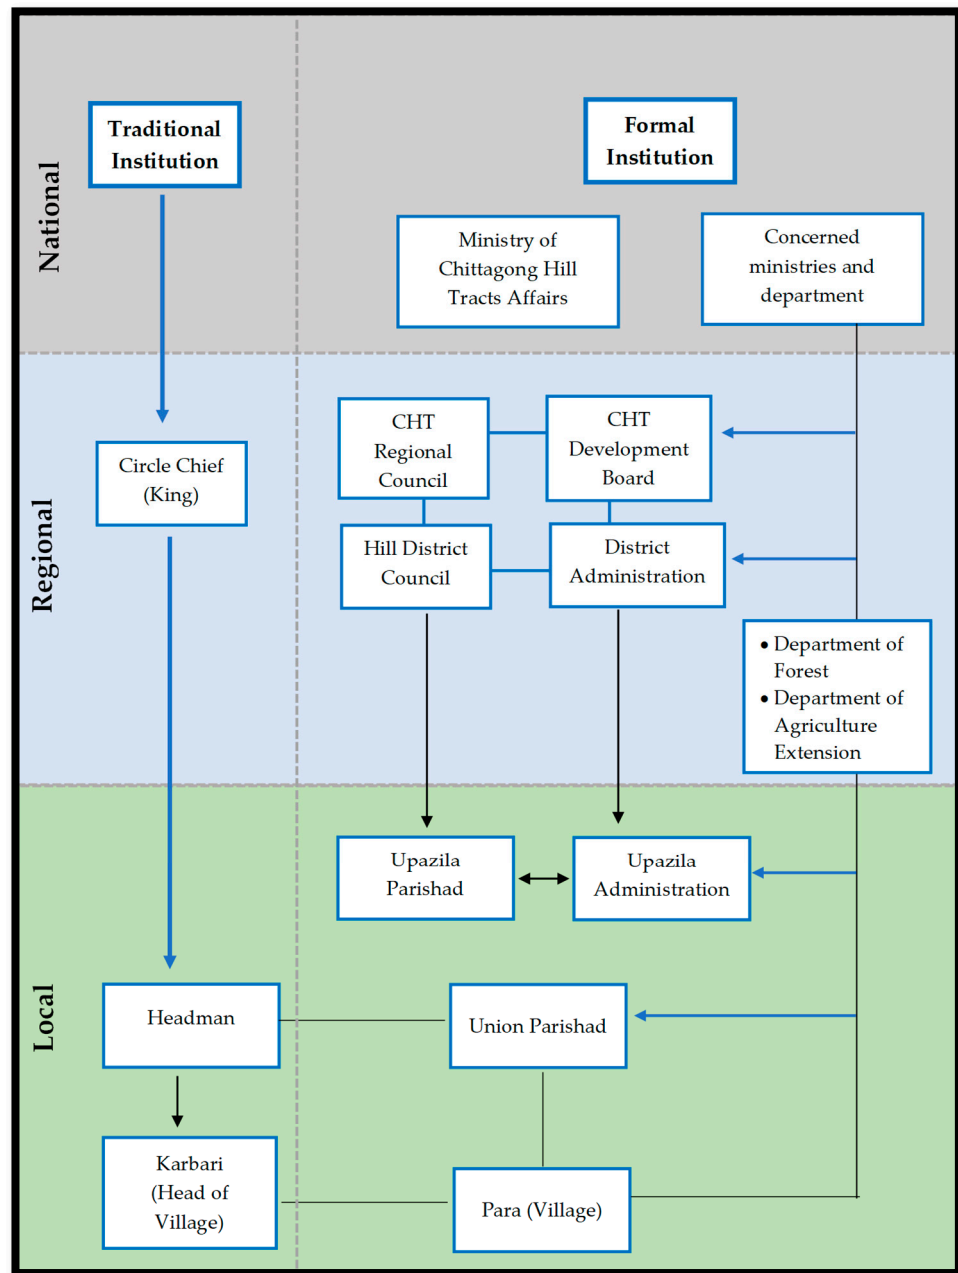 National
Traditional
Institution
Formal
Institution
Ministry of
Chittagong Hill
Tracts Affairs
Concerned
ministries and
department
Regional
Circle Chief
(King)
CHT
Regional
Council
CHT
Development
Board
Hill District
Council
District
Administration
• Department of
Forest
• Department of
Agriculture
Extension
Local
Upazila
Parishad
Upazila
Administration
Headman
Union Parishad
Karbari
(Head of
Village)
Para (Village)